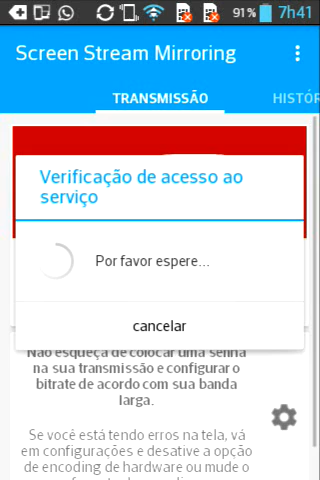 91% 7h41
Screen Stream Mirroring
TRANSMISSÃO HISTÓR
Verificação de acesso ao
serviço
Por favor espere...
cancelar
Não esqueça de colocar uma senha
na sua transmissão e configurar o
bitrate de acordo com sua banda
larga.
Se você está tendo erros na tela, vá
em configurações e desative a opção
de encoding de hardware ou mude o